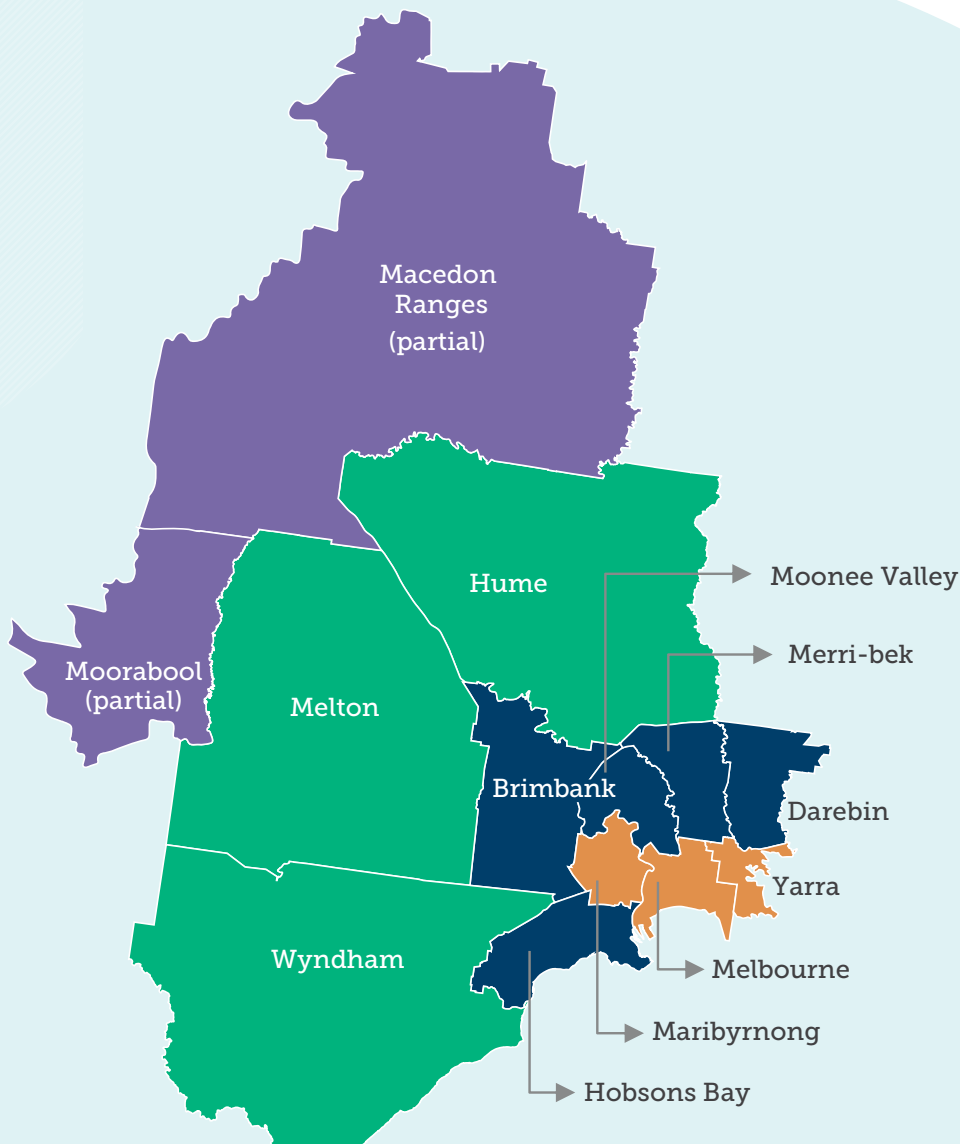 Macedon
Ranges
(partial)
Hume
Moonee Valley
Merri-bek
Moorabool
(partial)
Melton
Brimbank
Darebin
Yarra
Wyndham
Melbourne
Maribyrnong
Hobsons Bay